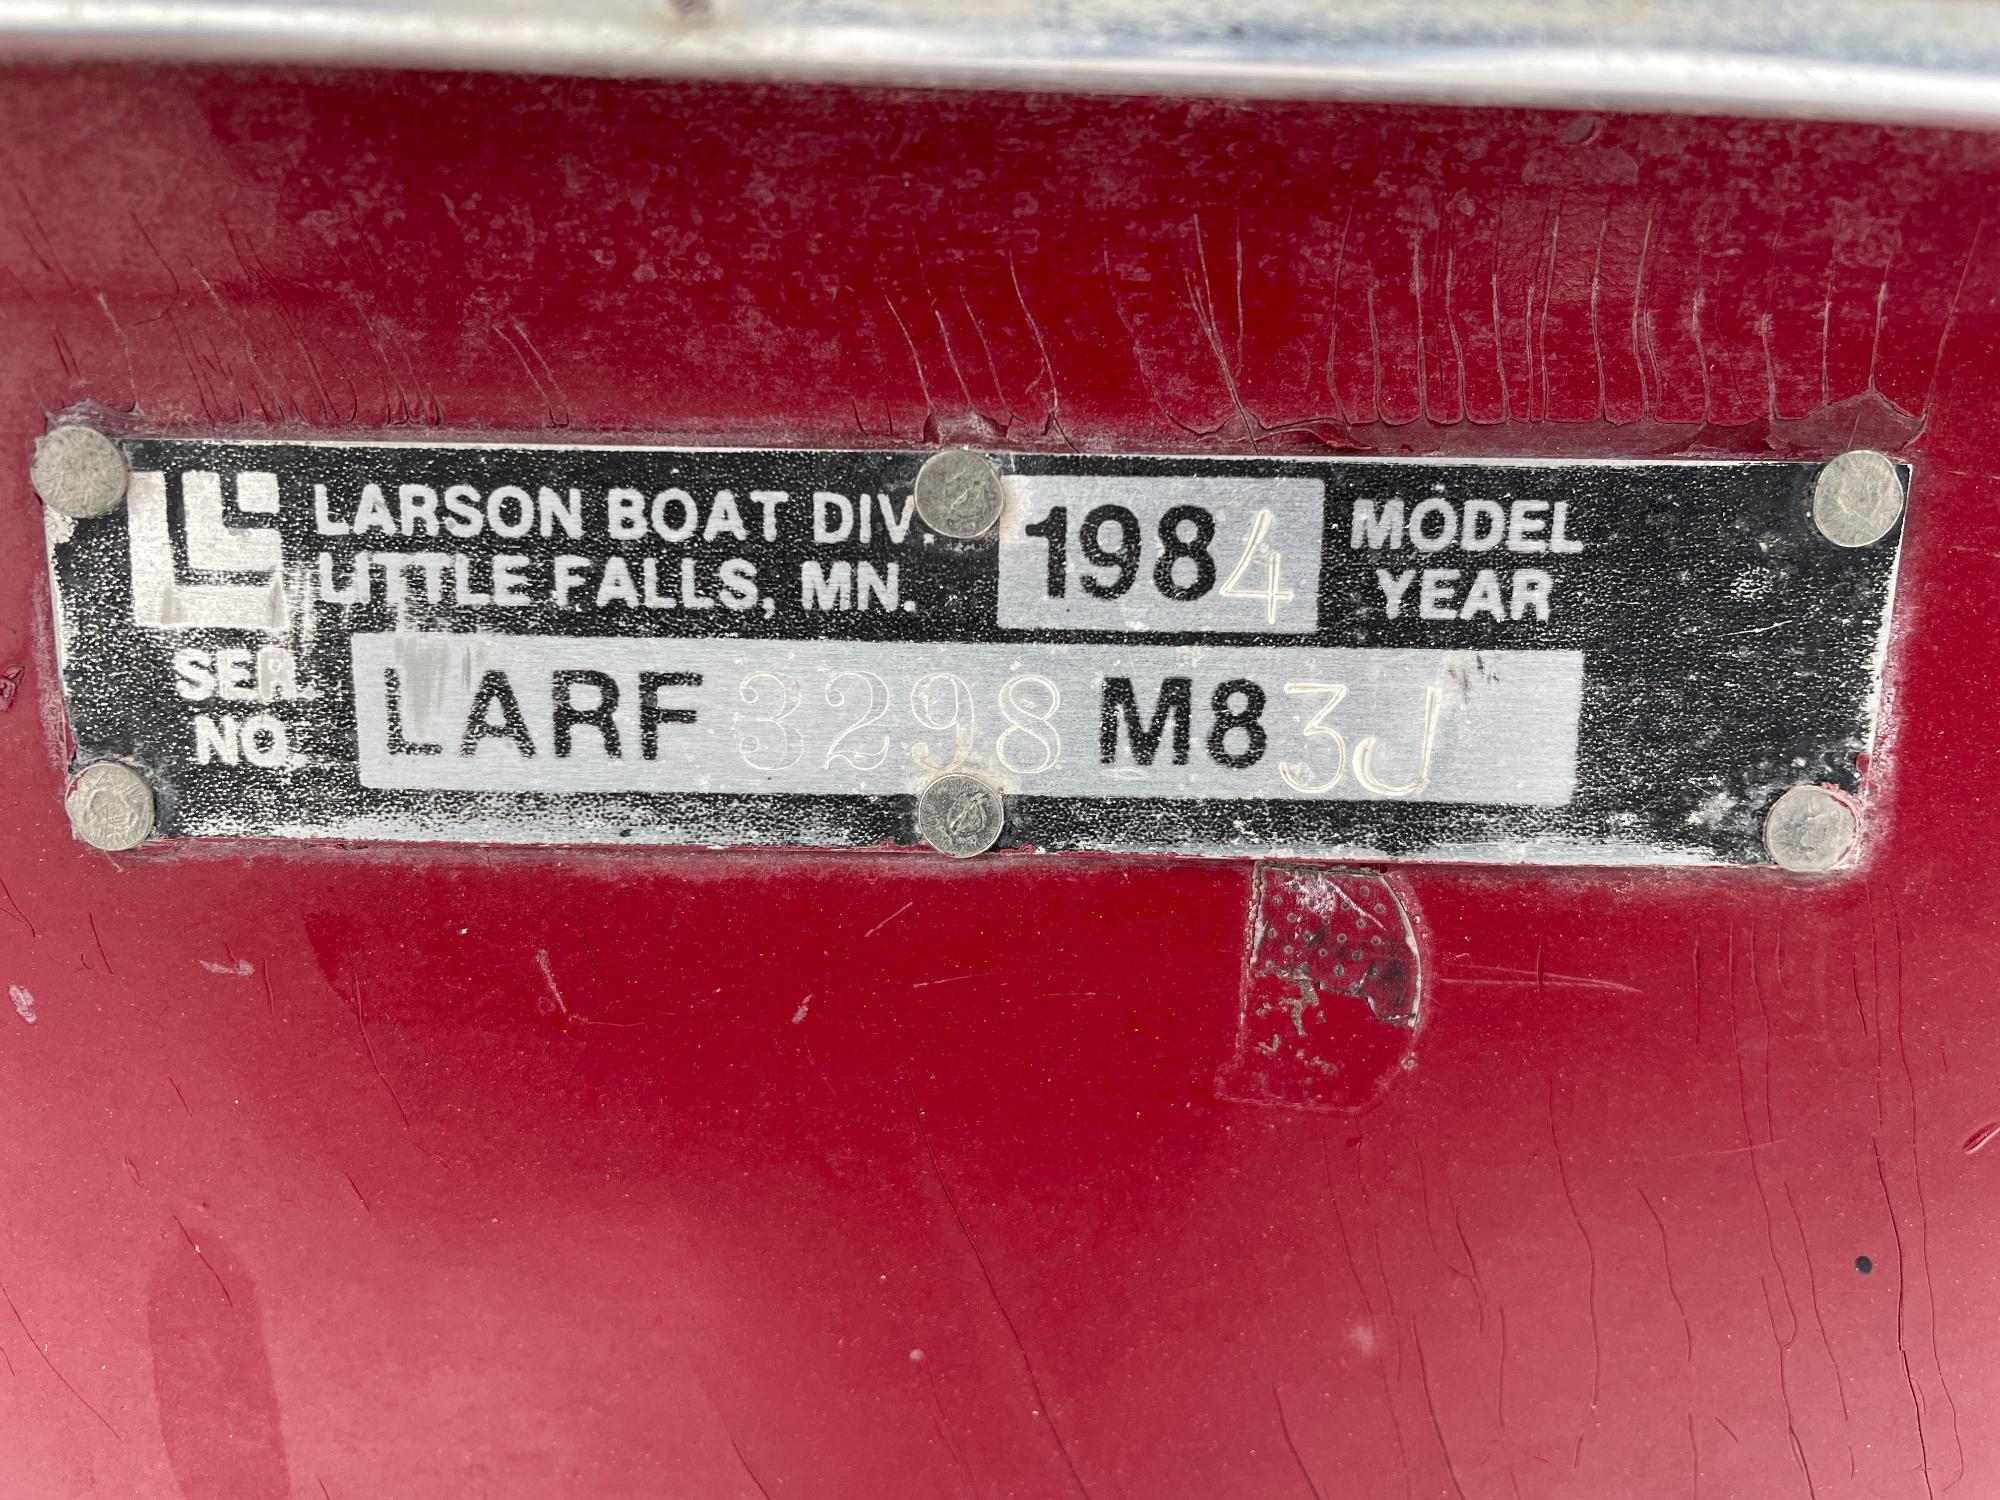 LARSON BOAT DIV.
LITTLE FALLS, MN.
1984 MODEL
YEAR
SER.
NO.
LARF 3298 M83J